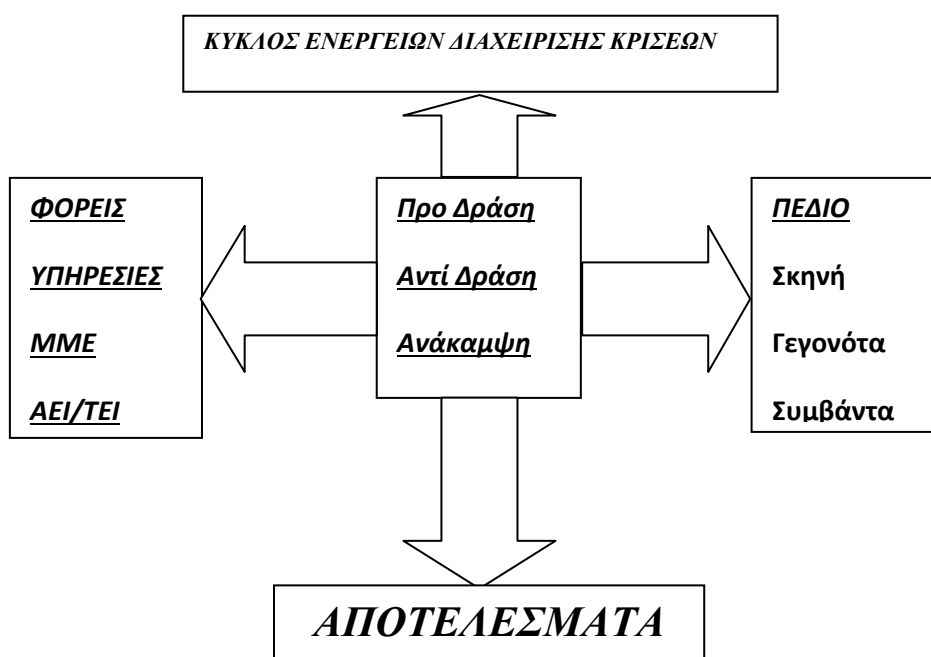 ΚΥΚΛΟΣ ΕΝΕΡΓΕΙΩΝ ΔΙΑΧΕΙΡΙΣΗΣ ΚΡΙΣΕΩΝ
ΦΟΡΕΙΣ
ΥΠΗΡΕΣΙΕΣ
ΜΜΕ
ΑΕΙ/ΤΕΙ
Προ Δράση
Αντί Δράση
Ανάκαμψη
ΠΕΔΙΟ
Σκηνή
Γεγονότα
Συμβάντα
ΑΠΟΤΕΛΕΣΜΑΤΑ